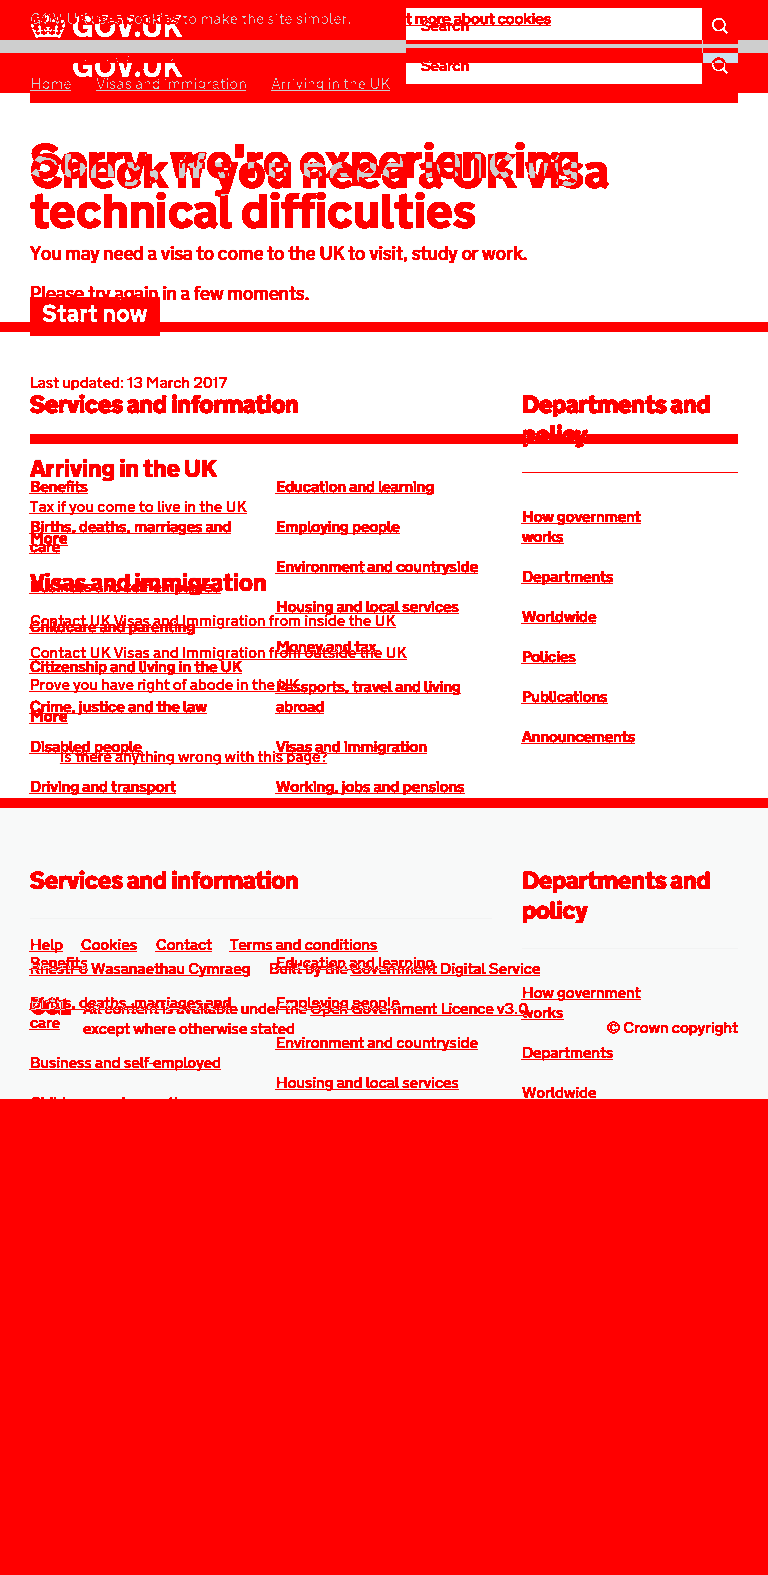 GOV.UK uses cookies to make the site simpler. more about cookies
GOV.UK
Search
GOV.UK
Search
Home Visas and immigration Arriving in the UK
Sorry, we're experiencing
Check if you need a UK visa
technical difficulties
You may need a visa to come to the UK to visit, study or work.
Please try again in a few moments.
Start now
Last updated: 13 March 2017
Services and information
Departments and
policy
Arriving in the UK
Benefits
Education and learning
Tax if you come to live in the UK
How government
works
Births, deaths, marriages and
care
Employing people
More
Environment and countryside
Departments
Visas and immigration
Housing and local services
Worldwide
Contact UK Visas and Immigration from inside the UK
Childcare and parenting
Money and tax
Contact UK Visas and Immigration from outside the UK
Policies
Citizenship and living in the UK
Prove you have right of abode in the UK
Passports, travel and living
abroad
Publications
Crime, justice and the law
More
Announcements
Disabled people
Visas and immigration
Is there anything wrong with this page?
Driving and transport
Working, jobs and pensions
Services and information
Departments and
policy
Help Cookies Contact Terms and conditions
Benefits
Education and learning
Rhestr o Wasanaethau Cymraeg Built by the Government Digital Service
How government
works
Births, deaths, marriages and
care
Employing people
All content is available under the Open Government Licence v3.0,
except where otherwise stated
© Crown copyright
Environment and countryside
Departments
Business and self-employed
Housing and local services
Worldwide